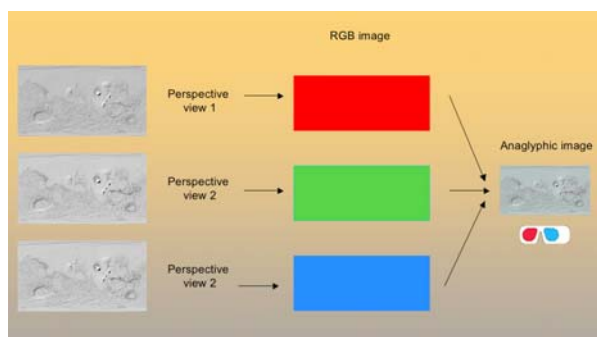 RGB image
Perspective
view 1
Anaglyphic image
Perspective
view 2
Perspective
view 2